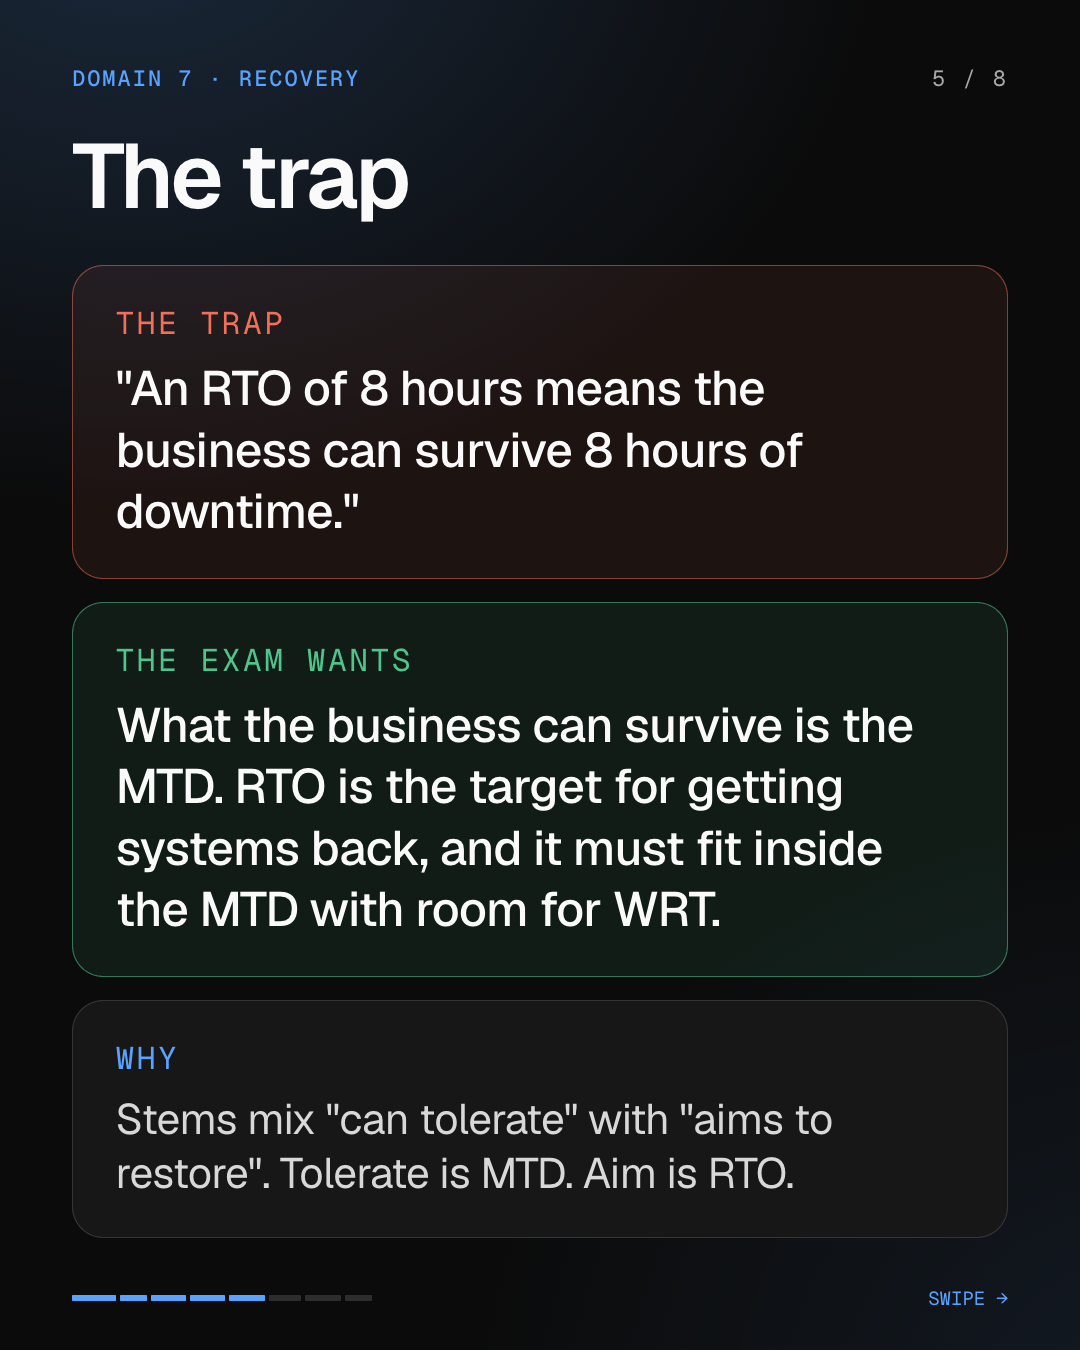 DOMAIN 7 · RECOVERY
5 / 8
The trap
THE TRAP
"An RTO of 8 hours means the
business can survive 8 hours of
downtime."
THE EXAM WANTS
What the business can survive is the
MTD. RTO is the target for getting
systems back, and it must fit inside
the MTD with room for WRT.
WHY
Stems mix "can tolerate" with "aims to
restore". Tolerate is MTD. Aim is RTO.
SWIPE →